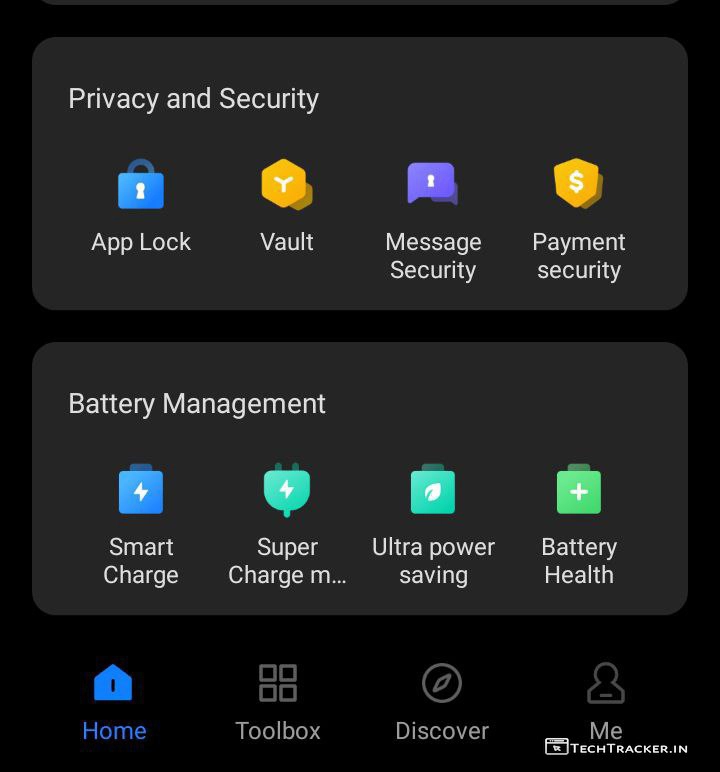 Privacy and Security
App Lock
Vault
Message
Security
Payment
security
Battery Management
Smart
Charge
Super
Charge m...
Ultra power
saving
Battery
Health
Home
Toolbox
Discover
Me
TECHTRACKER.IN